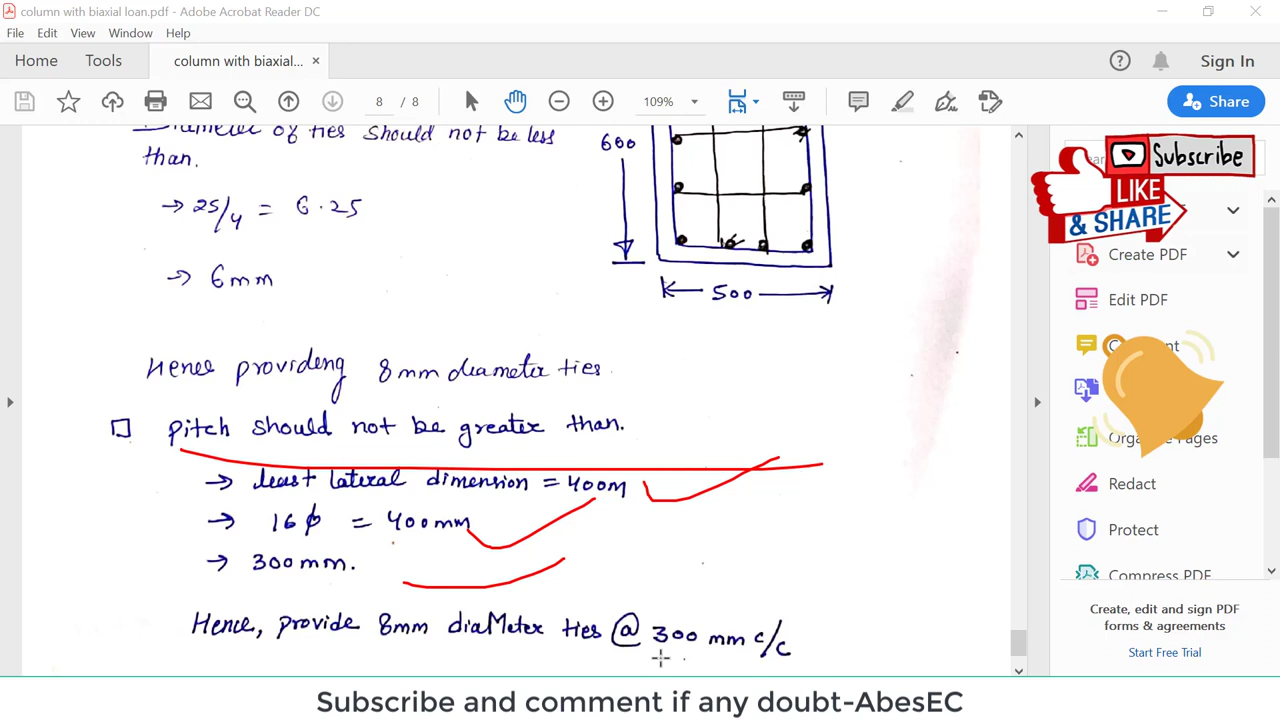 column with biaxial loan.pdf - Adobe Acrobat Reader DC
File Edit View Window Help
Home Tools column with biaxial... × Sign In
8 / 8 109% Share
Diameter of ties should not be less
than.
→ 25/4 = 6.25
→ 6mm
600
16
500
Subscribe
LIKE
& SHARE
Create PDF
Edit PDF
Pages
Redact
Protect
Compress PDF
Hence provideng 8mm diameter ties.
pitch should not be greater than.
→ least lateral dimension = 400m
→ 16ϕ = 400mm
→ 300mm.
Hence, provide 8mm diaMeter ties @ 300 mm c/c
Create, edit and sign PDF
forms & agreements
Start Free Trial
Subscribe and comment if any doubt-AbesEC